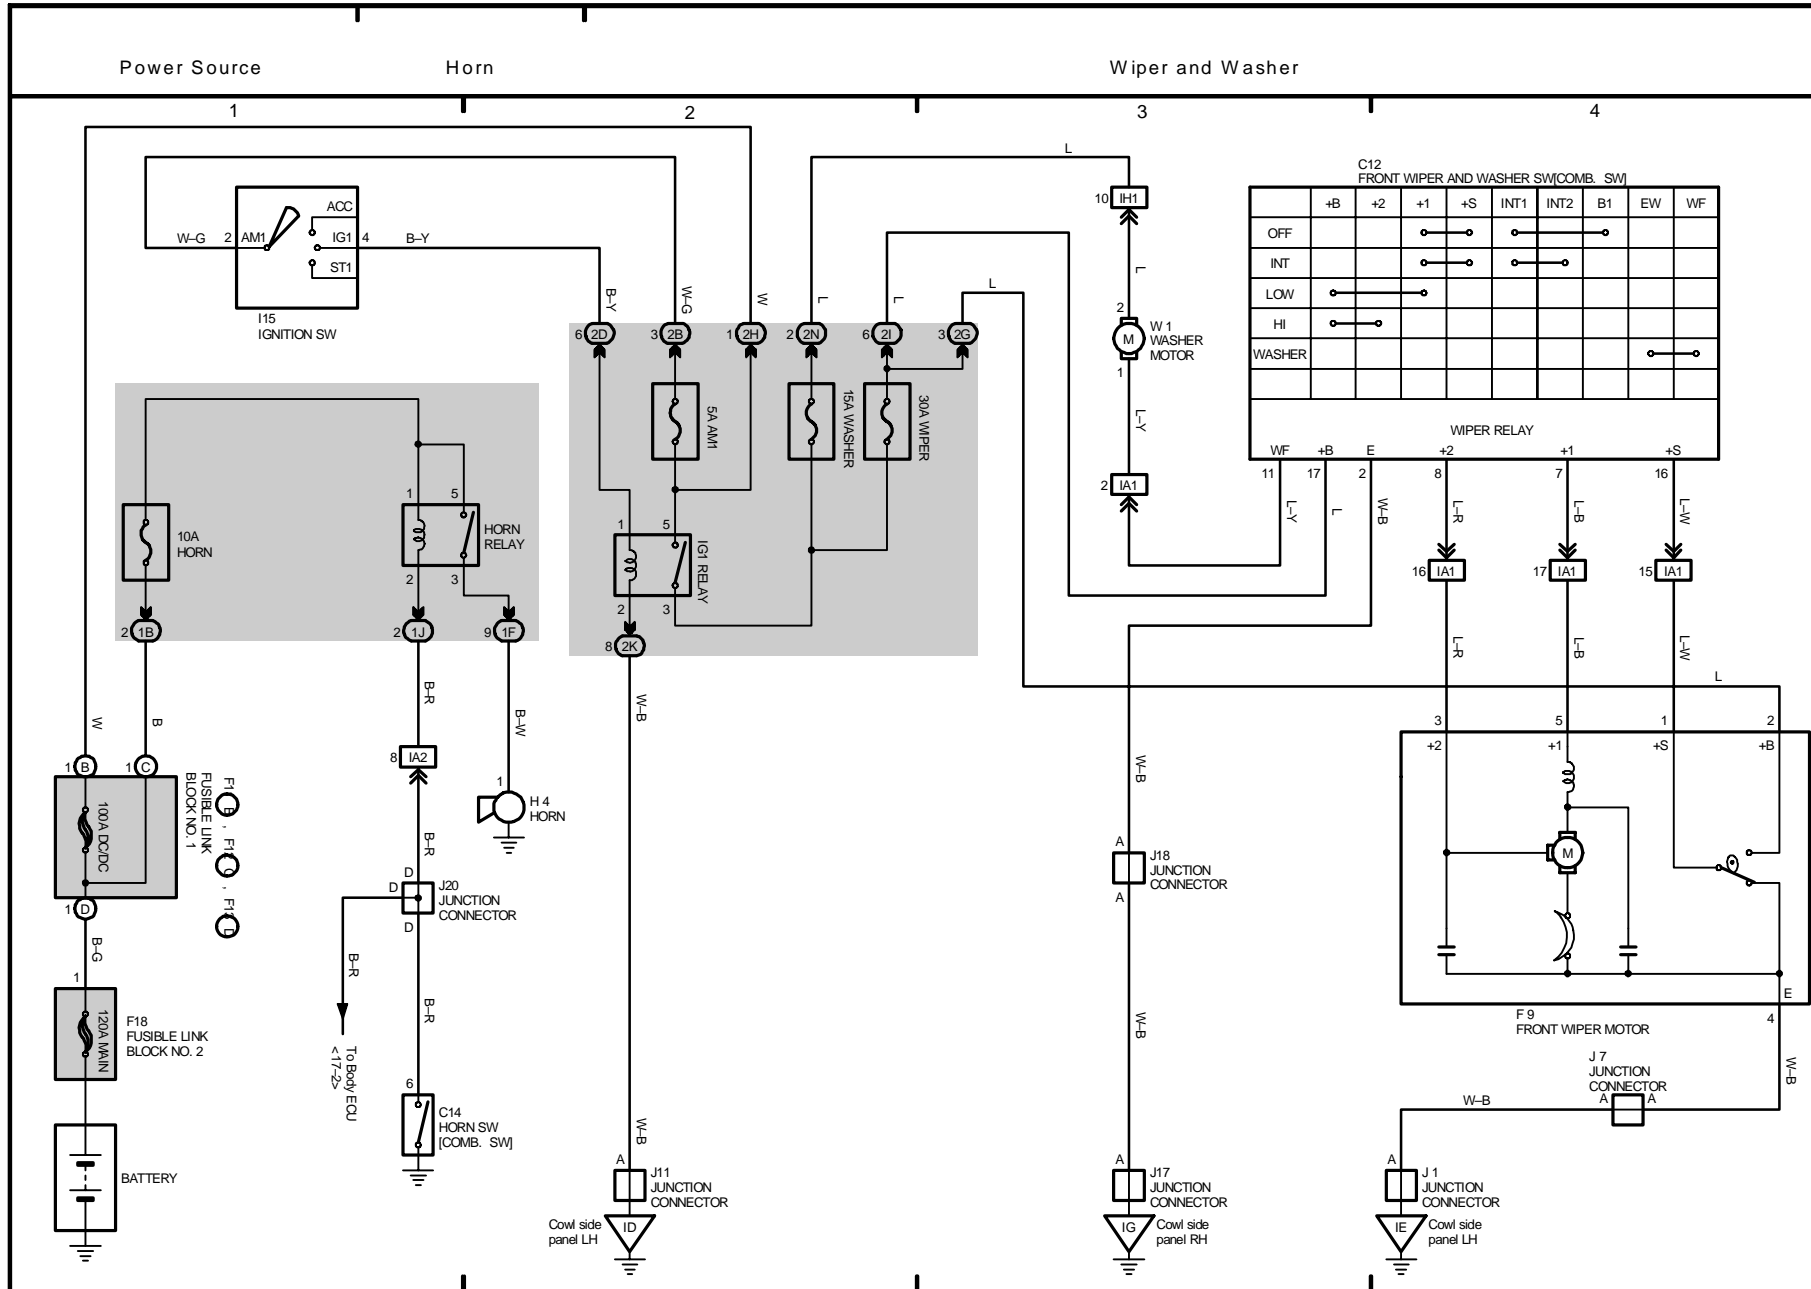 Power Source
Horn
Wiper and Washer
1
2
3
4
ACC
W–G
2
AM1
IG1
4
B–Y
ST1
I15
IGNITION SW
B–Y
W–G
W
L
L
L
L
6
2D
3
2B
1
2H
2
2N
6
2I
3
2G
5A AM1
15A WASHER
30A WIPER
10
IH1
L
2
M
W 1
WASHER
MOTOR
1
L–Y
2
IA1
C12
FRONT WIPER AND WASHER SW[COMB. SW]
+B
+2
+1
+S
INT1
INT2
B1
EW
WF
OFF
INT
LOW
HI
WASHER
WIPER RELAY
WF
+B
E
+2
+1
+S
11
17
2
8
7
16
L–Y
L
W–B
L–R
L–B
L–W
16
IA1
17
IA1
15
IA1
L–R
L–B
L–W
L
10A
HORN
1
5
HORN
RELAY
2
3
2
1B
2
1J
9
1F
1
5
IG1 RELAY
2
3
8
2K
W
B
B–R
B–W
W–B
1
B
1
C
100A DC/DC
FUSIBLE LINK
BLOCK NO. 1
F11 B , F12 C , F13 D
1
D
B–G
1
120A MAIN
F18
FUSIBLE LINK
BLOCK NO. 2
BATTERY
8
IA2
1
H 4
HORN
B–R
D
D
J20
JUNCTION
CONNECTOR
D
B–R
B–R
To Body ECU
<17–2>
6
C14
HORN SW
[COMB. SW]
W–B
A
J11
JUNCTION
CONNECTOR
Cowl side
panel LH
ID
W–B
A
J18
JUNCTION
CONNECTOR
A
W–B
A
J17
JUNCTION
CONNECTOR
IG
Cowl side
panel RH
3
5
1
2
+2
+1
+S
+B
M
E
F 9
FRONT WIPER MOTOR
4
W–B
J 7
JUNCTION
CONNECTOR
A
A
W–B
A
J 1
JUNCTION
CONNECTOR
IE
Cowl side
panel LH